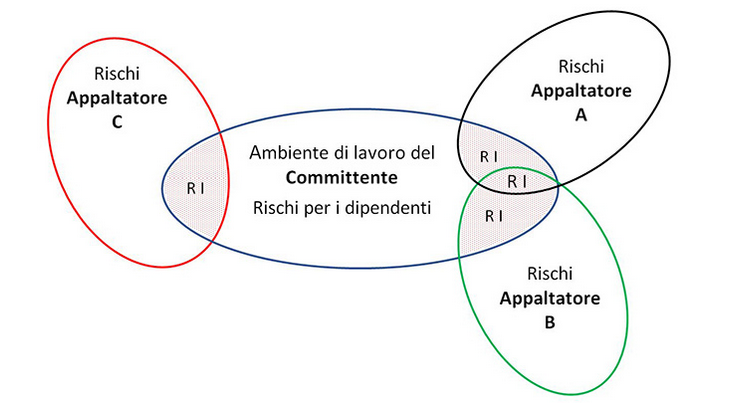 Rischi
Appaltatore
C
R I
Ambiente di lavoro del
Committente
Rischi per i dipendenti
Rischi
Appaltatore
A
R I
R I
R I
Rischi
Appaltatore
B